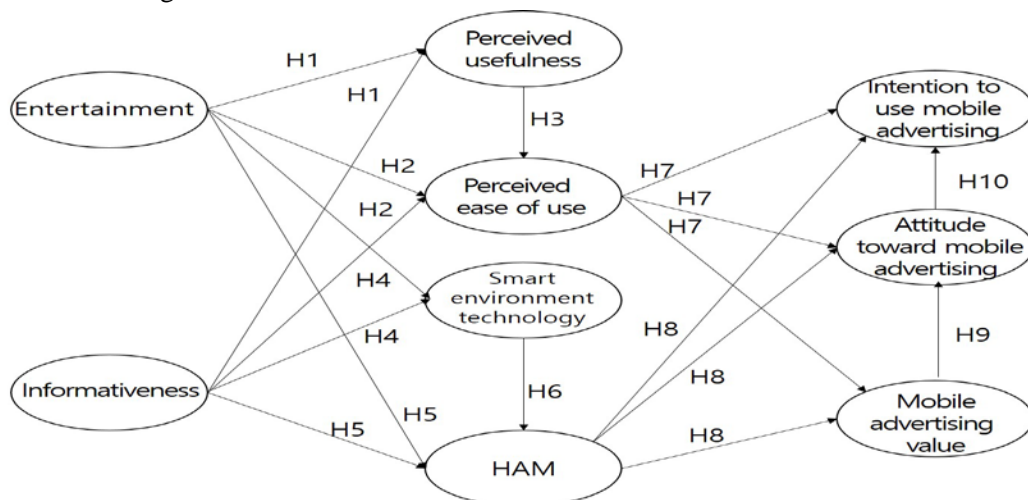 Perceived
usefulness
H1
H1
Entertainment
Intention to
use mobile
advertising
H3
H2
Perceived
ease of use
H7
H7
H7
H10
H2
Attitude
toward mobile
advertising
H4
Smart
environment
technology
H4
H8
H9
H8
Informativeness
H6
H5
H5
H8
Mobile
advertising
value
HAM